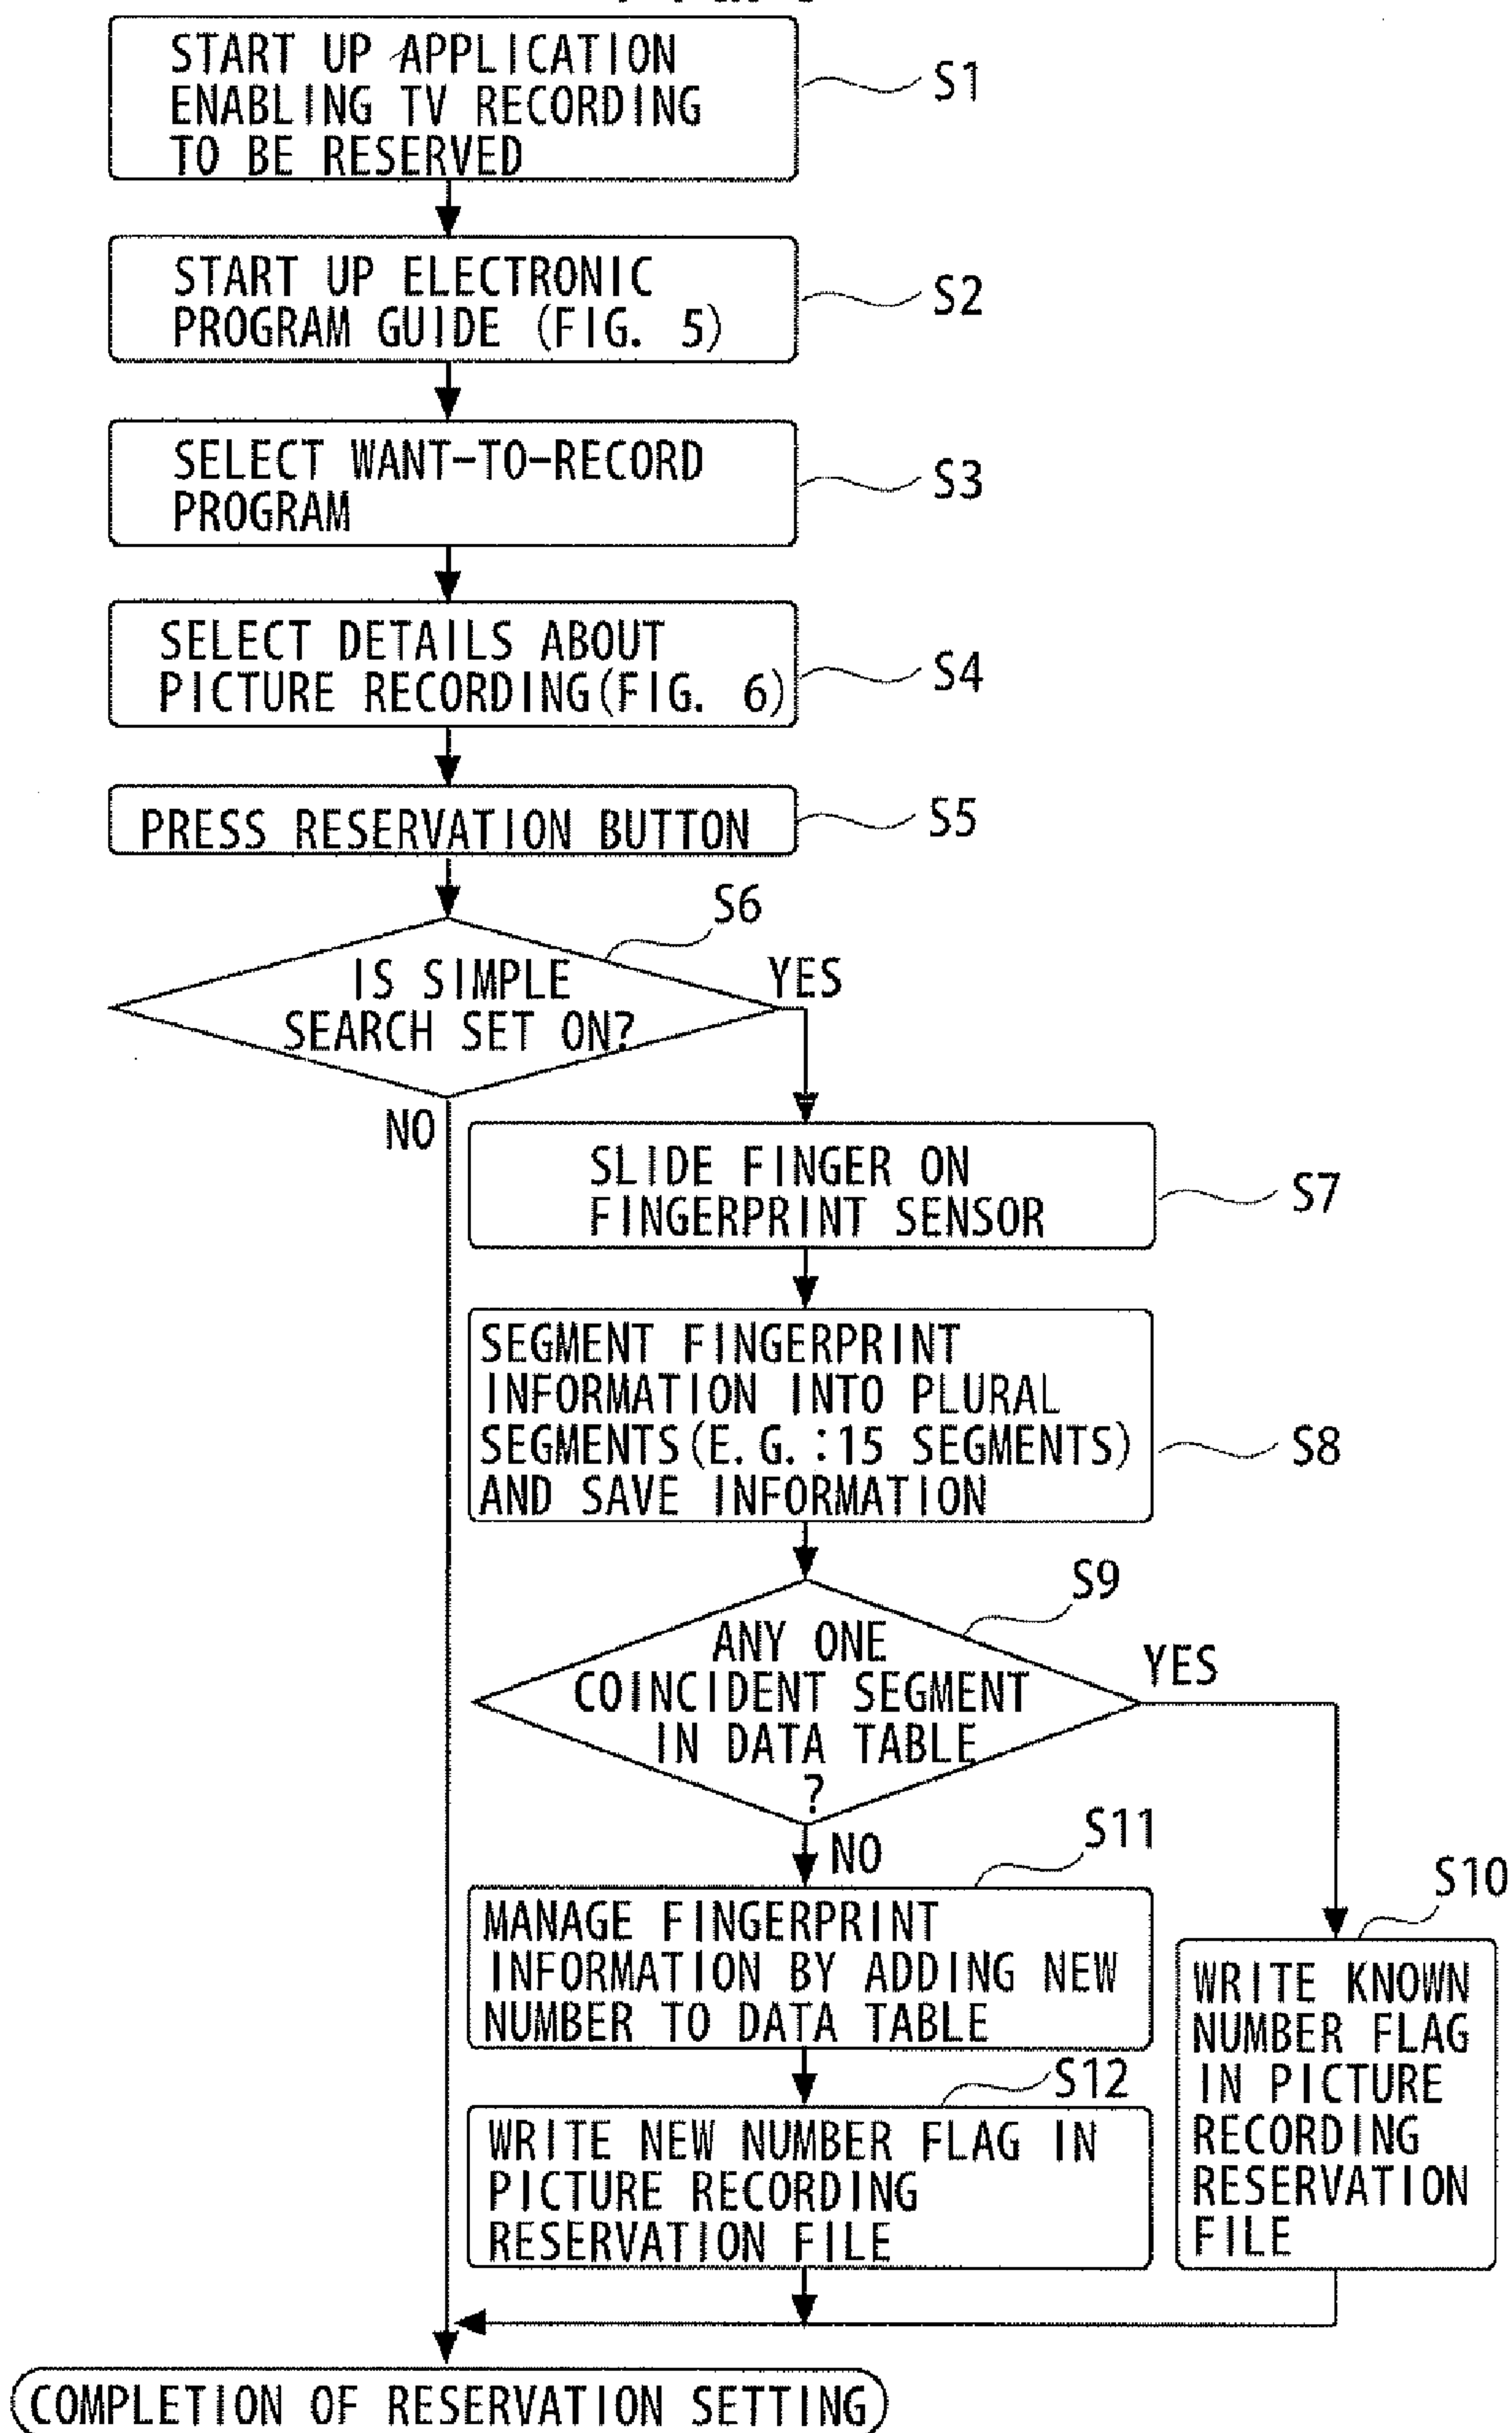 START UP APPLICATION
ENABLING TV RECORDING
TO BE RESERVED
S1
START UP ELECTRONIC
PROGRAM GUIDE (FIG. 5)
S2
SELECT WANT-TO-RECORD
PROGRAM
S3
SELECT DETAILS ABOUT
PICTURE RECORDING(FIG. 6)
S4
PRESS RESERVATION BUTTON
S5
S6
IS SIMPLE
SEARCH SET ON?
YES
NO
SLIDE FINGER ON
FINGERPRINT SENSOR
S7
SEGMENT FINGERPRINT
INFORMATION INTO PLURAL
SEGMENTS(E.G.:15 SEGMENTS)
AND SAVE INFORMATION
S8
S9
ANY ONE
COINCIDENT SEGMENT
IN DATA TABLE
?
YES
NO
S11
MANAGE FINGERPRINT
INFORMATION BY ADDING NEW
NUMBER TO DATA TABLE
S10
WRITE KNOWN
NUMBER FLAG
IN PICTURE
RECORDING
RESERVATION
FILE
S12
WRITE NEW NUMBER FLAG IN
PICTURE RECORDING
RESERVATION FILE
COMPLETION OF RESERVATION SETTING